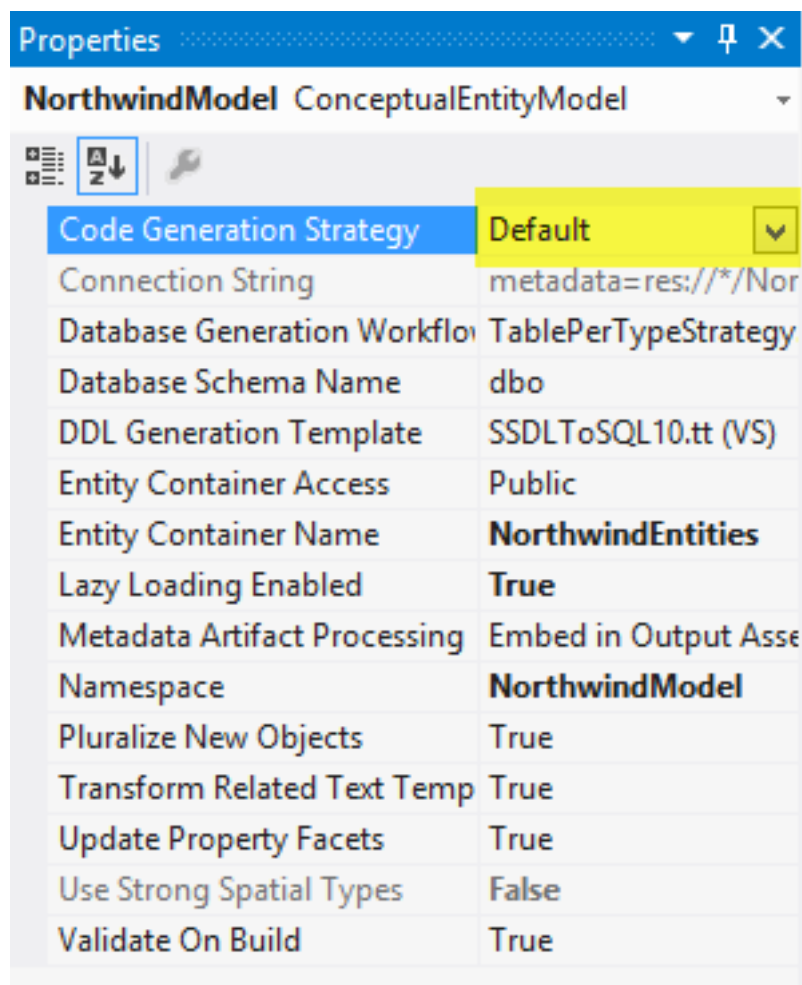 Properties
NorthwindModel ConceptualEntityModel
Code Generation Strategy Default
Connection String metadata=res://*/Nor
Database Generation Workflow TablePerTypeStrategy
Database Schema Name dbo
DDL Generation Template SSDLToSQL10.tt (VS)
Entity Container Access Public
Entity Container Name NorthwindEntities
Lazy Loading Enabled True
Metadata Artifact Processing Embed in Output Asse
Namespace NorthwindModel
Pluralize New Objects True
Transform Related Text Temp True
Update Property Facets True
Use Strong Spatial Types False
Validate On Build True